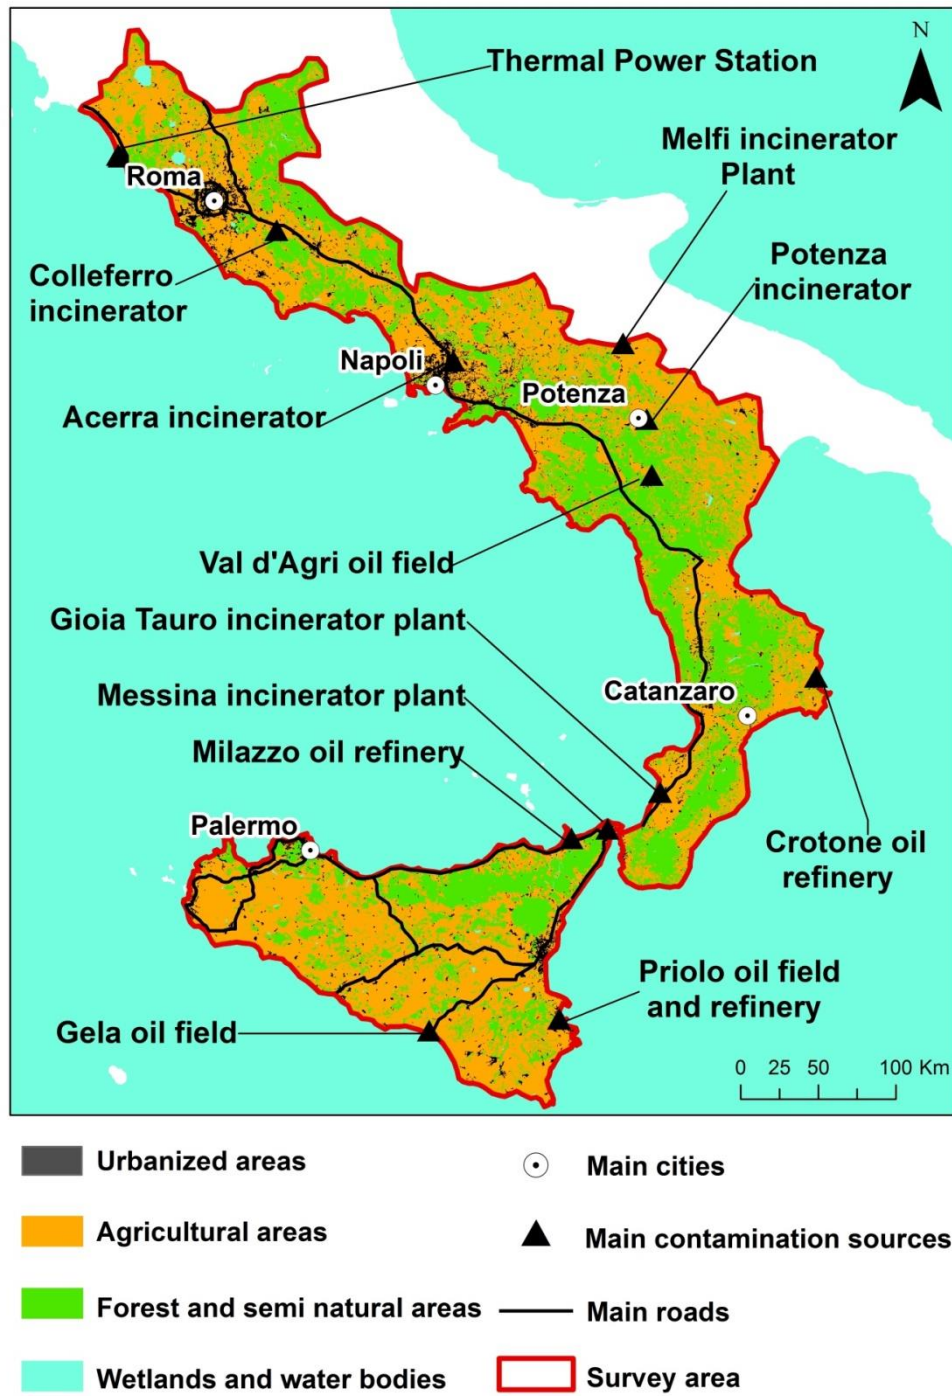 N
Thermal Power Station
Melfi incinerator
Plant
Roma
Potenza
incinerator
Colleferro
incinerator
Napoli
Potenza
Acerra incinerator
Val d'Agri oil field
Gioia Tauro incinerator plant
Messina incinerator plant
Catanzaro
Milazzo oil refinery
Palermo
Crotone oil
refinery
Priolo oil field
and refinery
Gela oil field
0 25 50 100 Km
Urbanized areas
Main cities
Agricultural areas
Main contamination sources
Forest and semi natural areas
Main roads
Wetlands and water bodies
Survey area